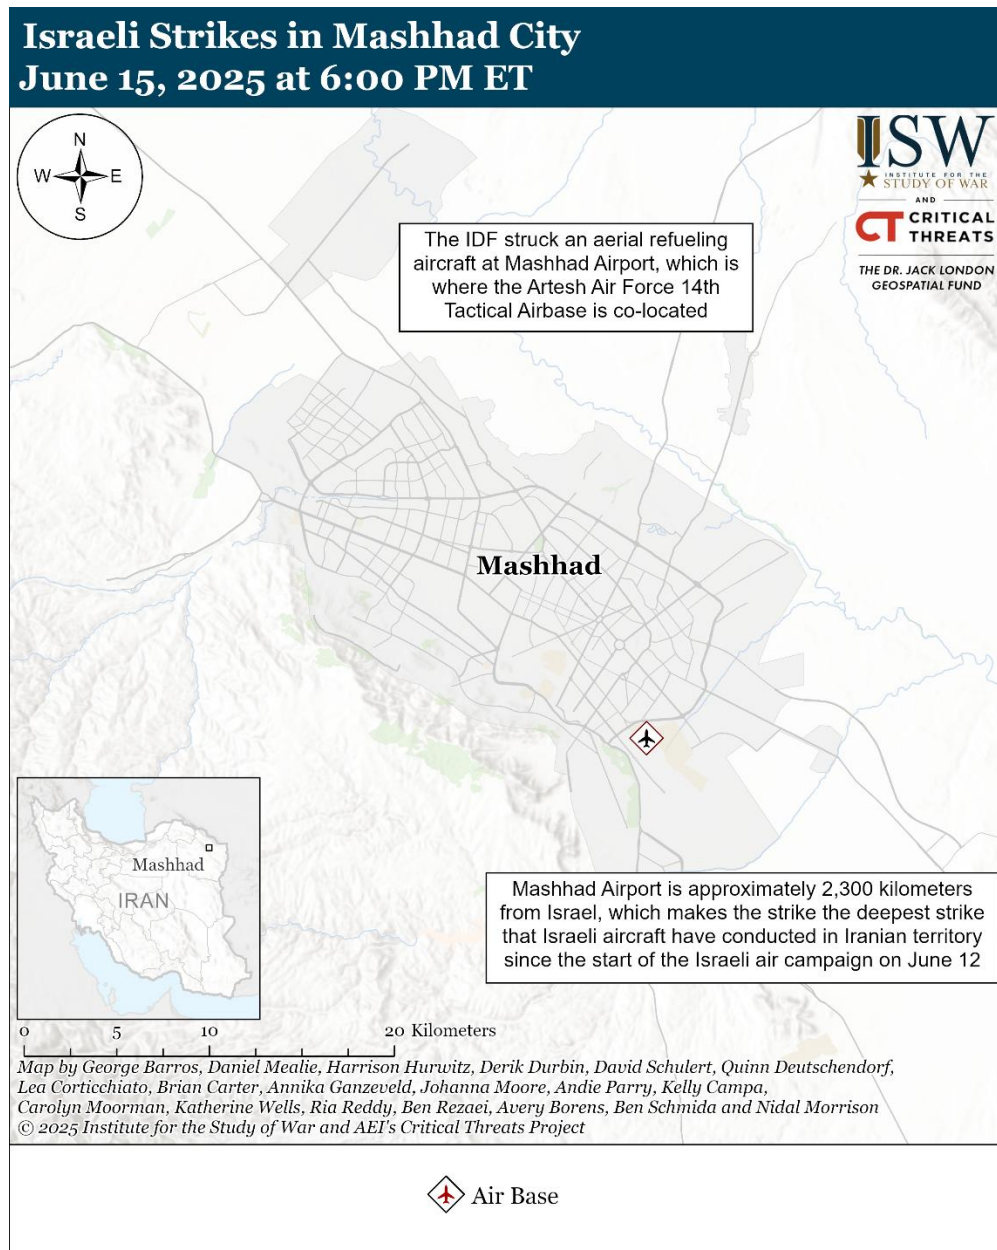 Israeli Strikes in Mashhad City
June 15, 2025 at 6:00 PM ET
N
W
E
S
ISW
INSTITUTE FOR THE
STUDY OF WAR
AND
CT CRITICAL
THREATS
THE DR. JACK LONDON
GEOSPATIAL FUND
The IDF struck an aerial refueling
aircraft at Mashhad Airport, which is
where the Artesh Air Force 14th
Tactical Airbase is co-located
Mashhad
Mashhad
IRAN
Mashhad Airport is approximately 2,300 kilometers
from Israel, which makes the strike the deepest strike
that Israeli aircraft have conducted in Iranian territory
since the start of the Israeli air campaign on June 12
0 5 10 20 Kilometers
Map by George Barros, Daniel Mealie, Harrison Hurwitz, Derik Durbin, David Schulert, Quinn Deutschendorf,
Lea Corticchiato, Brian Carter, Annika Ganzeveld, Johanna Moore, Andie Parry, Kelly Campa,
Carolyn Moorman, Katherine Wells, Ria Reddy, Ben Rezaei, Avery Borens, Ben Schmida and Nidal Morrison
© 2025 Institute for the Study of War and AEI's Critical Threats Project
Air Base